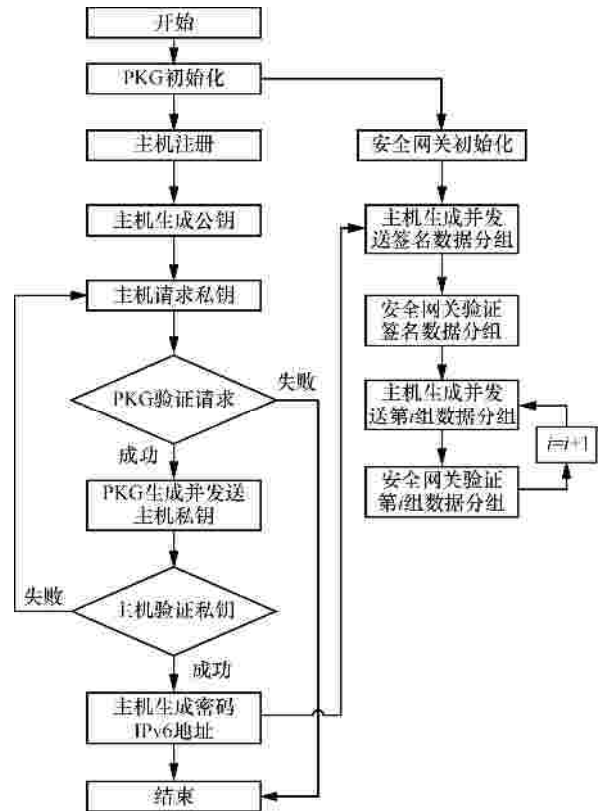 开始
PKG初始化
主机注册
主机生成公钥
主机请求私钥
PKG验证请求
失败
成功
PKG生成并发送
主机私钥
失败
主机验证私钥
成功
主机生成密码
IPv6地址
结束
安全网关初始化
主机生成并发
送签名数据分组
安全网关验证
签名数据分组
主机生成并发
送第i组数据分组
i=i+1
安全网关验证
第i组数据分组